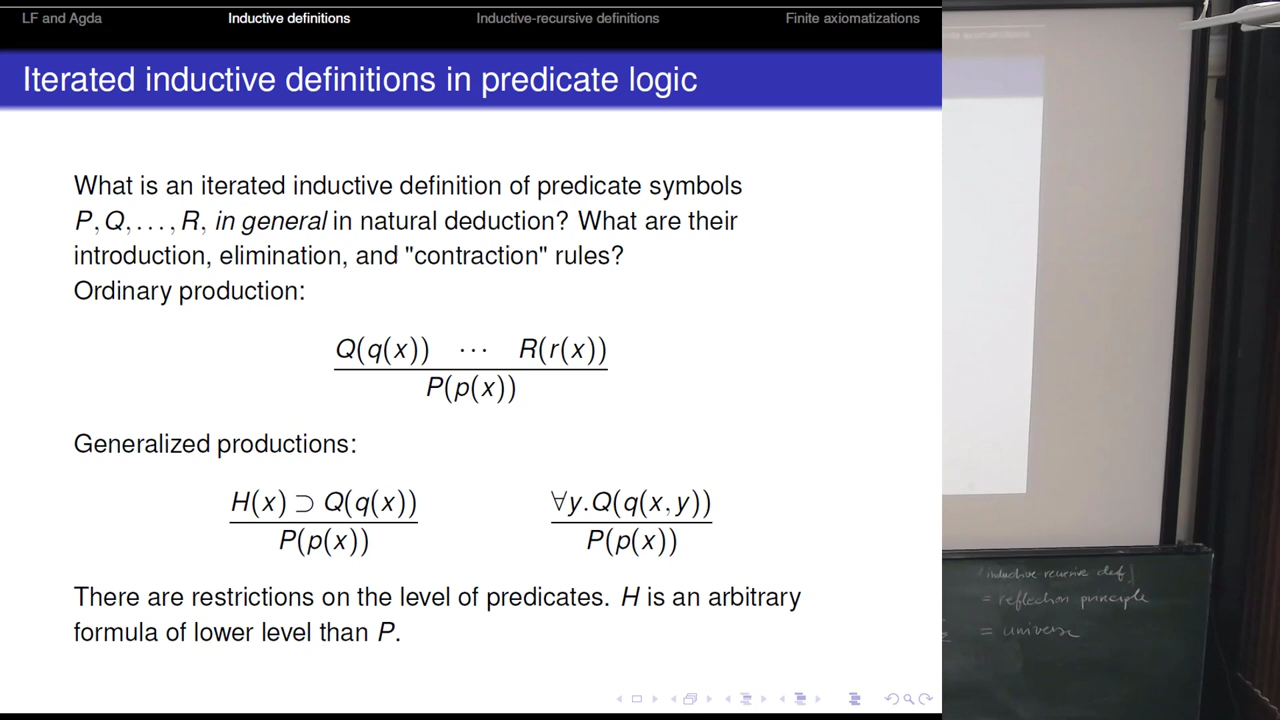 LF and Agda Inductive definitions Inductive-recursive definitions Finite axiomatizations
Iterated inductive definitions in predicate logic
What is an iterated inductive definition of predicate symbols
P, Q, . . . , R, in general in natural deduction? What are their
introduction, elimination, and "contraction" rules?
Ordinary production:
Q(q(x)) ··· R(r(x))
P(p(x))
Generalized productions:
H(x) ⊃ Q(q(x)) ∀y.Q(q(x, y))
P(p(x)) P(p(x))
There are restrictions on the level of predicates. H is an arbitrary
formula of lower level than P.
inductive recursive def
= reflection principle
= universe